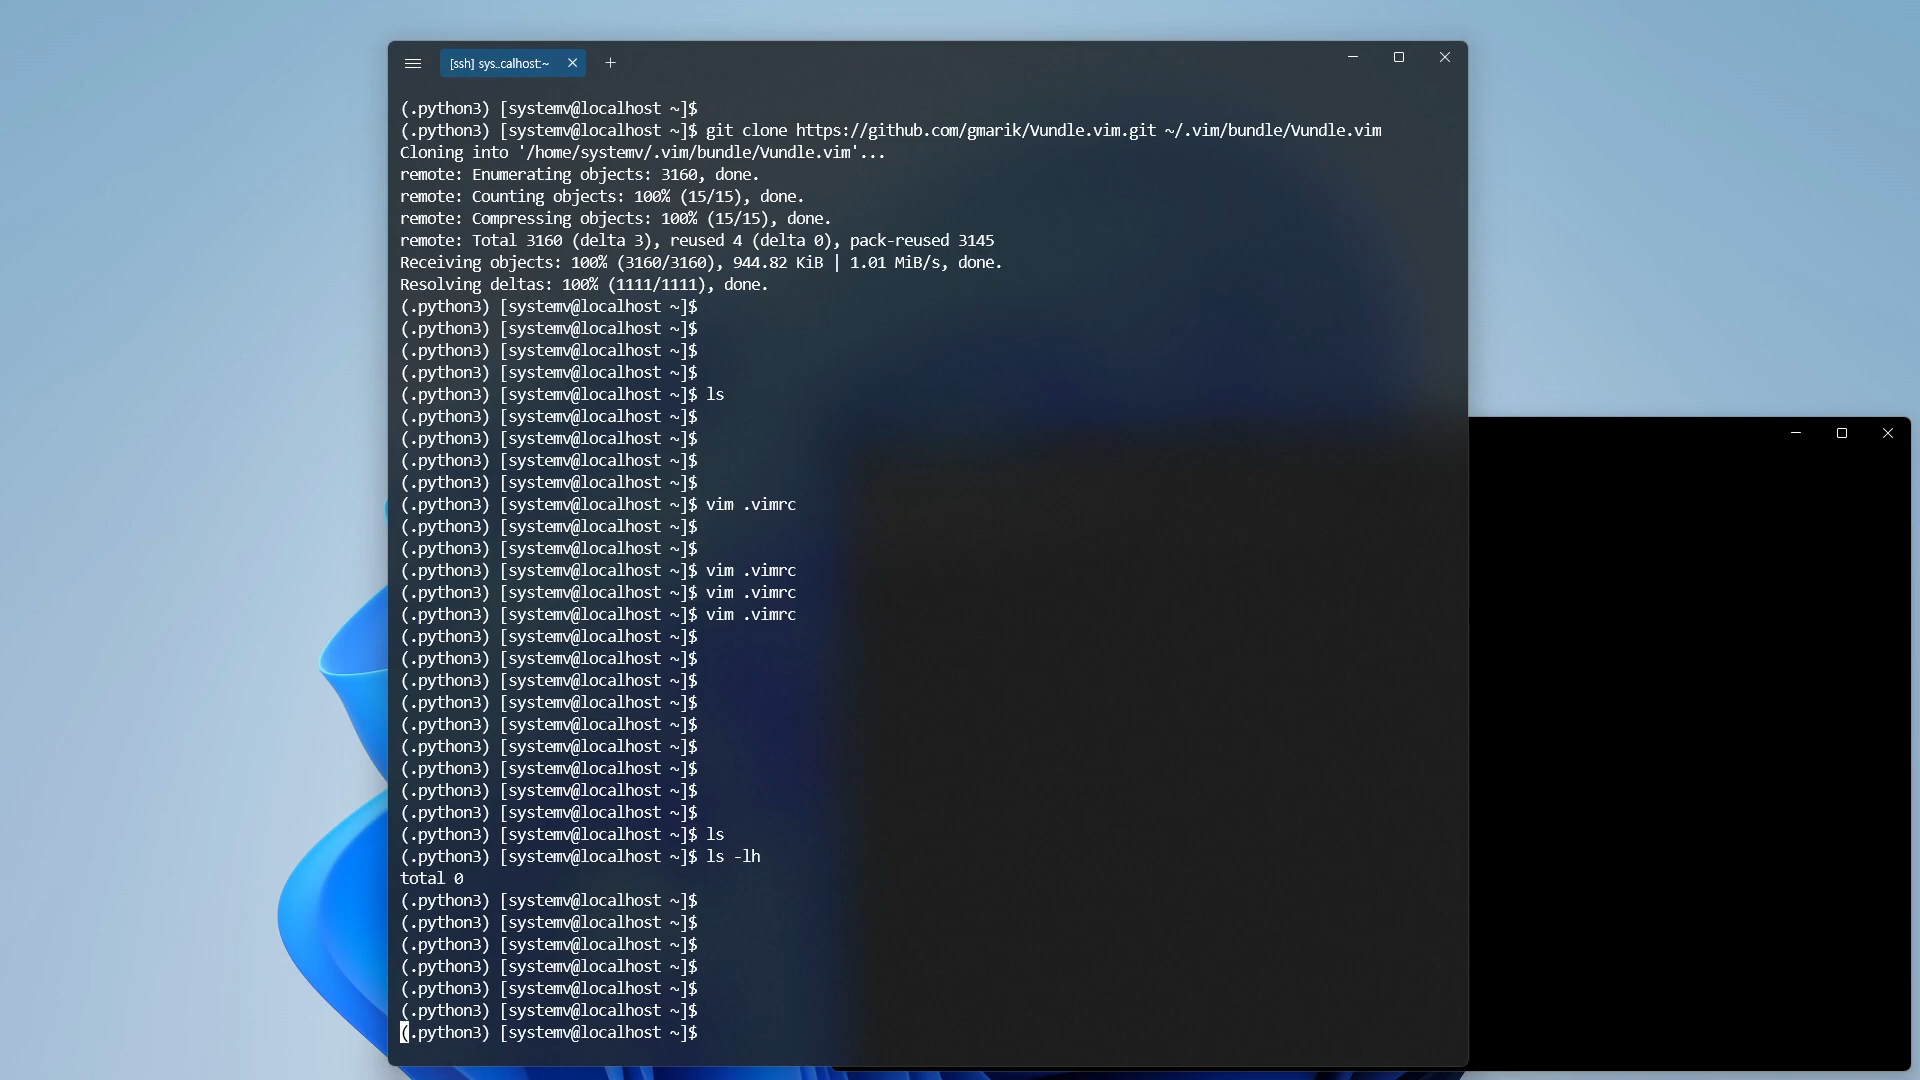 [ssh] sys..calhost:~
(.python3) [systemv@localhost ~]$
(.python3) [systemv@localhost ~]$ git clone https://github.com/gmarik/Vundle.vim.git ~/.vim/bundle/Vundle.vim
Cloning into '/home/systemv/.vim/bundle/Vundle.vim'...
remote: Enumerating objects: 3160, done.
remote: Counting objects: 100% (15/15), done.
remote: Compressing objects: 100% (15/15), done.
remote: Total 3160 (delta 3), reused 4 (delta 0), pack-reused 3145
Receiving objects: 100% (3160/3160), 944.82 KiB | 1.01 MiB/s, done.
Resolving deltas: 100% (1111/1111), done.
(.python3) [systemv@localhost ~]$
(.python3) [systemv@localhost ~]$
(.python3) [systemv@localhost ~]$
(.python3) [systemv@localhost ~]$
(.python3) [systemv@localhost ~]$ ls
(.python3) [systemv@localhost ~]$
(.python3) [systemv@localhost ~]$
(.python3) [systemv@localhost ~]$
(.python3) [systemv@localhost ~]$
(.python3) [systemv@localhost ~]$ vim .vimrc
(.python3) [systemv@localhost ~]$
(.python3) [systemv@localhost ~]$
(.python3) [systemv@localhost ~]$ vim .vimrc
(.python3) [systemv@localhost ~]$ vim .vimrc
(.python3) [systemv@localhost ~]$ vim .vimrc
(.python3) [systemv@localhost ~]$
(.python3) [systemv@localhost ~]$
(.python3) [systemv@localhost ~]$
(.python3) [systemv@localhost ~]$
(.python3) [systemv@localhost ~]$
(.python3) [systemv@localhost ~]$
(.python3) [systemv@localhost ~]$
(.python3) [systemv@localhost ~]$
(.python3) [systemv@localhost ~]$
(.python3) [systemv@localhost ~]$ ls
(.python3) [systemv@localhost ~]$ ls -lh
total 0
(.python3) [systemv@localhost ~]$
(.python3) [systemv@localhost ~]$
(.python3) [systemv@localhost ~]$
(.python3) [systemv@localhost ~]$
(.python3) [systemv@localhost ~]$
(.python3) [systemv@localhost ~]$
(.python3) [systemv@localhost ~]$